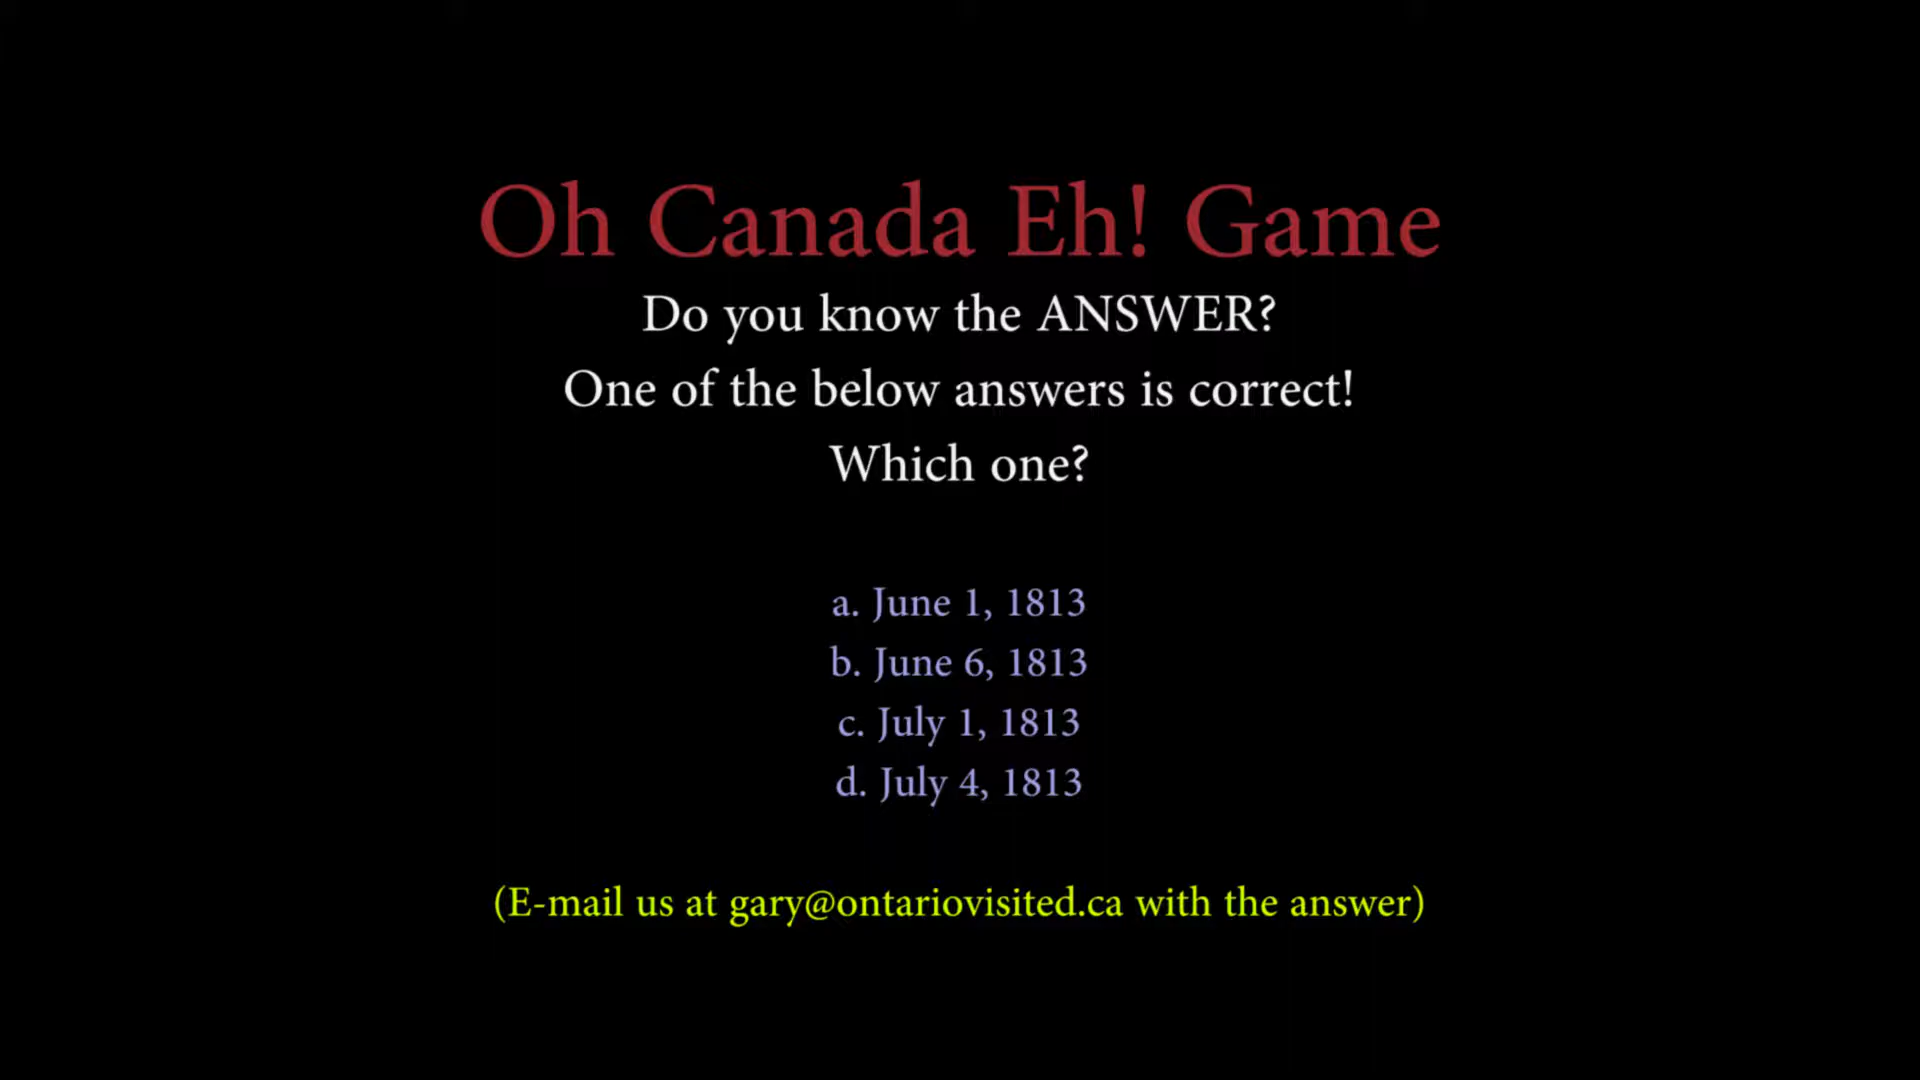 Oh Canada Eh! Game
Do you know the ANSWER?
One of the below answers is correct!
Which one?
a. June 1, 1813
b. June 6, 1813
c. July 1, 1813
d. July 4, 1813
(E-mail us at gary@ontariovisited.ca with the answer)